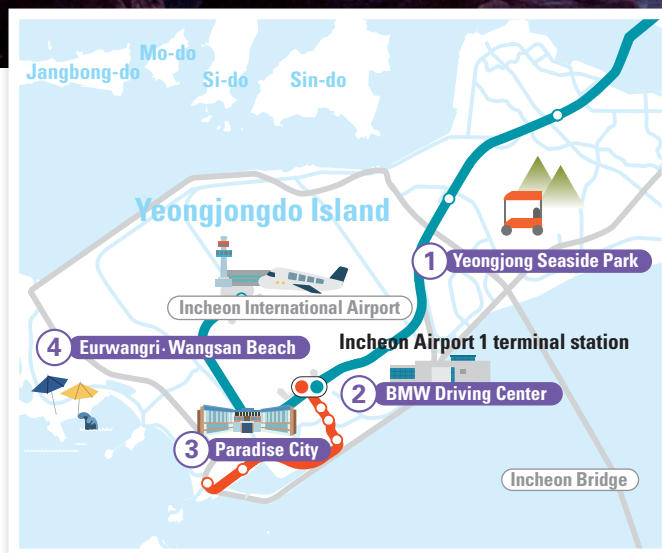 Mo-do
Jangbong-do
Si-do
Sin-do
Yeongjongdo Island
1 Yeongjong Seaside Park
Incheon International Airport
Incheon Airport 1 terminal station
4 Eurwangri·Wangsan Beach
2 BMW Driving Center
3 Paradise City
Incheon Bridge